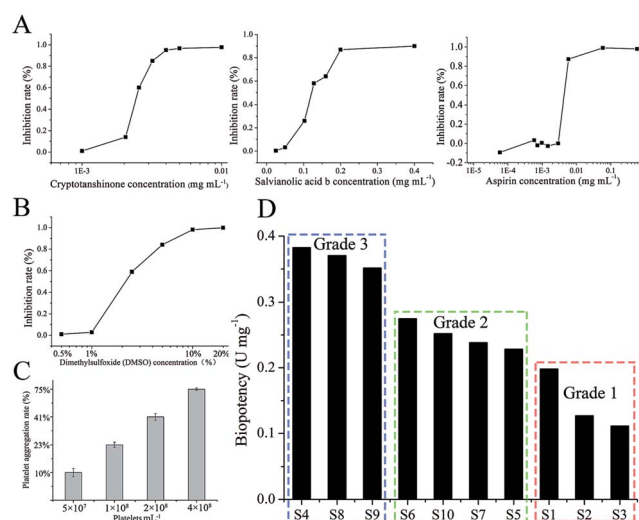 A
Inhibition rate (%)
1.0
0.8
0.6
0.4
0.2
0.0
1E-3
0.01
Cryptotanshinone concentration (mg mL⁻¹)
Inhibition rate (%)
1.0
0.8
0.6
0.4
0.2
0.0
0.0
0.1
0.2
0.3
0.4
Salvianolic acid b concentration (mg mL⁻¹)
Inhibition rate (%)
1.0
0.8
0.6
0.4
0.2
0.0
-0.2
1E-5
1E-4
1E-3
0.01
0.1
Aspirin concentration (mg mL⁻¹)
B
Inhibition rate (%)
1.0
0.8
0.6
0.4
0.2
0.0
0.5%
1%
10%
20%
Dimethylsulfoxide (DMSO) concentration (%)
C
Platelet aggregation rate (%)
75%
41%
23%
10%
5×10⁷
1×10⁸
2×10⁸
4×10⁸
Platelets mL⁻¹
D
Biopotency (U mg⁻¹)
0.4
0.3
0.2
0.1
0.0
Grade 3
Grade 2
Grade 1
S4 S8 S9 S6 S10 S7 S5 S1 S2 S3